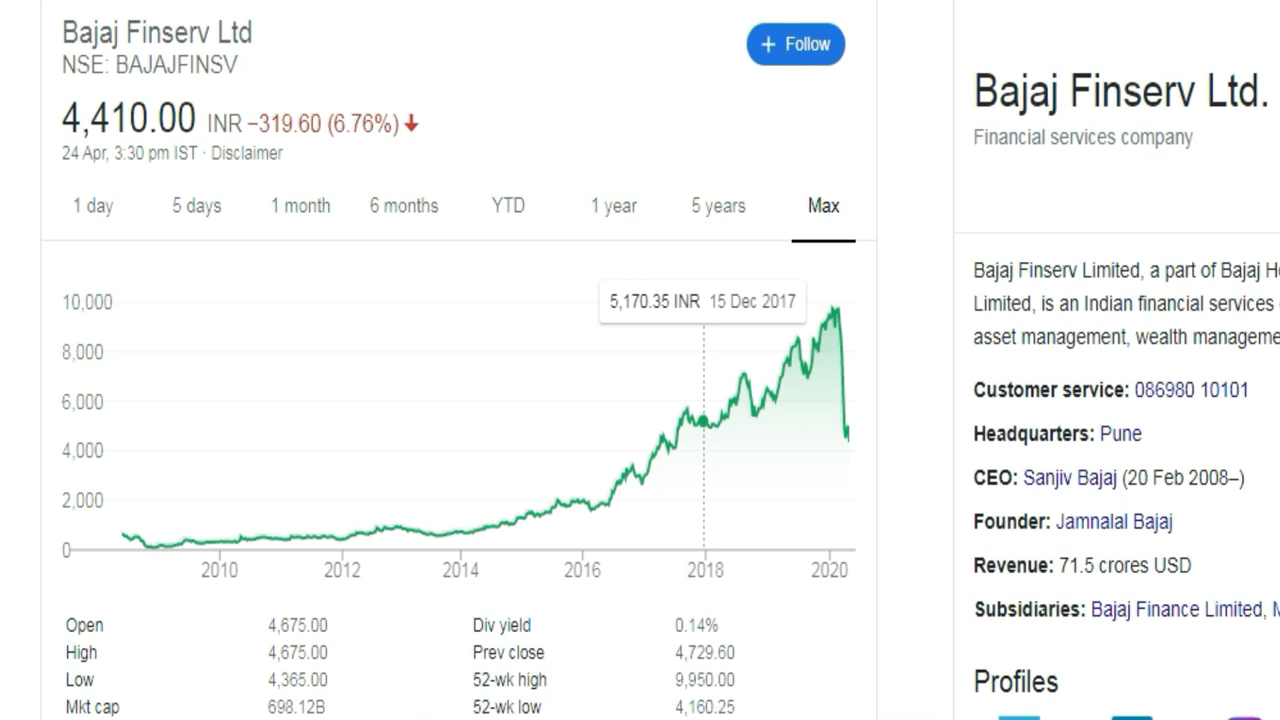 Bajaj Finserv Ltd
NSE: BAJAJFINSV
+ Follow
4,410.00 INR −319.60 (6.76%)
24 Apr, 3:30 pm IST · Disclaimer
1 day 5 days 1 month 6 months YTD 1 year 5 years Max
5,170.35 INR 15 Dec 2017
10,000
8,000
6,000
4,000
2,000
0
2010 2012 2014 2016 2018 2020
Open 4,675.00 Div yield 0.14%
High 4,675.00 Prev close 4,729.60
Low 4,365.00 52-wk high 9,950.00
Mkt cap 698.12B 52-wk low 4,160.25
Bajaj Finserv Ltd.
Financial services company
Bajaj Finserv Limited, a part of Bajaj H
Limited, is an Indian financial services
asset management, wealth manageme
Customer service: 086980 10101
Headquarters: Pune
CEO: Sanjiv Bajaj (20 Feb 2008–)
Founder: Jamnalal Bajaj
Revenue: 71.5 crores USD
Subsidiaries: Bajaj Finance Limited,
Profiles